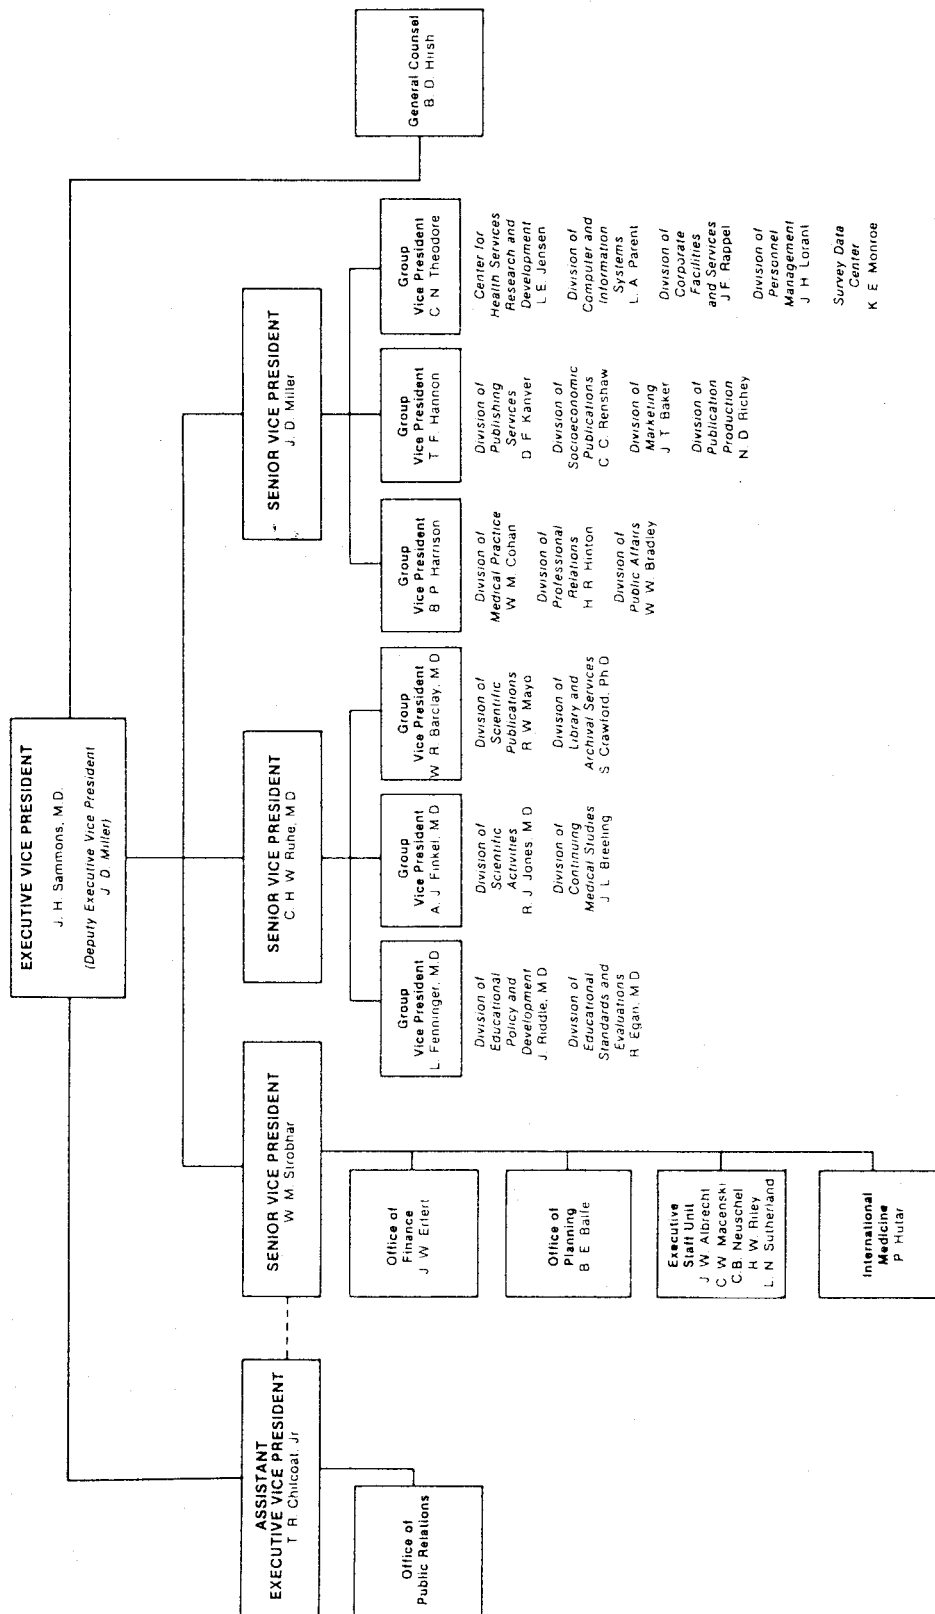 EXECUTIVE VICE PRESIDENT
J. H. Sammons, M.D.
(Deputy Executive Vice President
J. D. Miller)
ASSISTANT
EXECUTIVE VICE PRESIDENT
T. R. Chilcoat, Jr
SENIOR VICE PRESIDENT
W. M. Strobhar
SENIOR VICE PRESIDENT
C. H. W. Ruhe, M.D
SENIOR VICE PRESIDENT
J. D. Miller
General Counsel
B. D. Hirsh
Office of
Public Relations
Office of
Finance
J. W. Erfert
Office of
Planning
B E Balfe
Executive
Staff Unit
J W. Albrecht
C W Macenski
C.B. Neuschel
H W. Riley
L. N Sutherland
International
Medicine
P Hutar
Group
Vice President
L. Fenninger, M.D
Division of
Educational
Policy and
Development
J. Riddle, M.D
Division of
Educational
Standards and
Evaluations
R. Egan, M.D
Group
Vice President
A. J Finkel, M.D
Division of
Scientific
Activities
R. J Jones, M.D
Division of
Continuing
Medical Studies
J L Breeling
Group
Vice President
W R. Barclay, M.D
Division of
Scientific
Publications
R W Mayo
Division of
Library and
Archival Services
S Crawford, Ph D
Group
Vice President
B P Harrison
Division of
Medical Practice
W M. Cohan
Division of
Professional
Relations
H R Hinton
Division of
Public Affairs
W W. Bradley
Group
Vice President
T F. Hannon
Division of
Publishing
Services
D F Kanyer
Division of
Socioeconomic
Publications
C C. Renshaw
Division of
Marketing
J T. Baker
Division of
Publication
Production
N. D Richey
Group
Vice President
C N Theodore
Center for
Health Services
Research and
Development
L E. Jensen
Division of
Computer and
Information
Systems
L. A Parent
Division of
Corporate
Facilities
and Services
J F. Rappel
Division of
Personnel
Management
J H Lorant
Survey Data
Center
K E Monroe